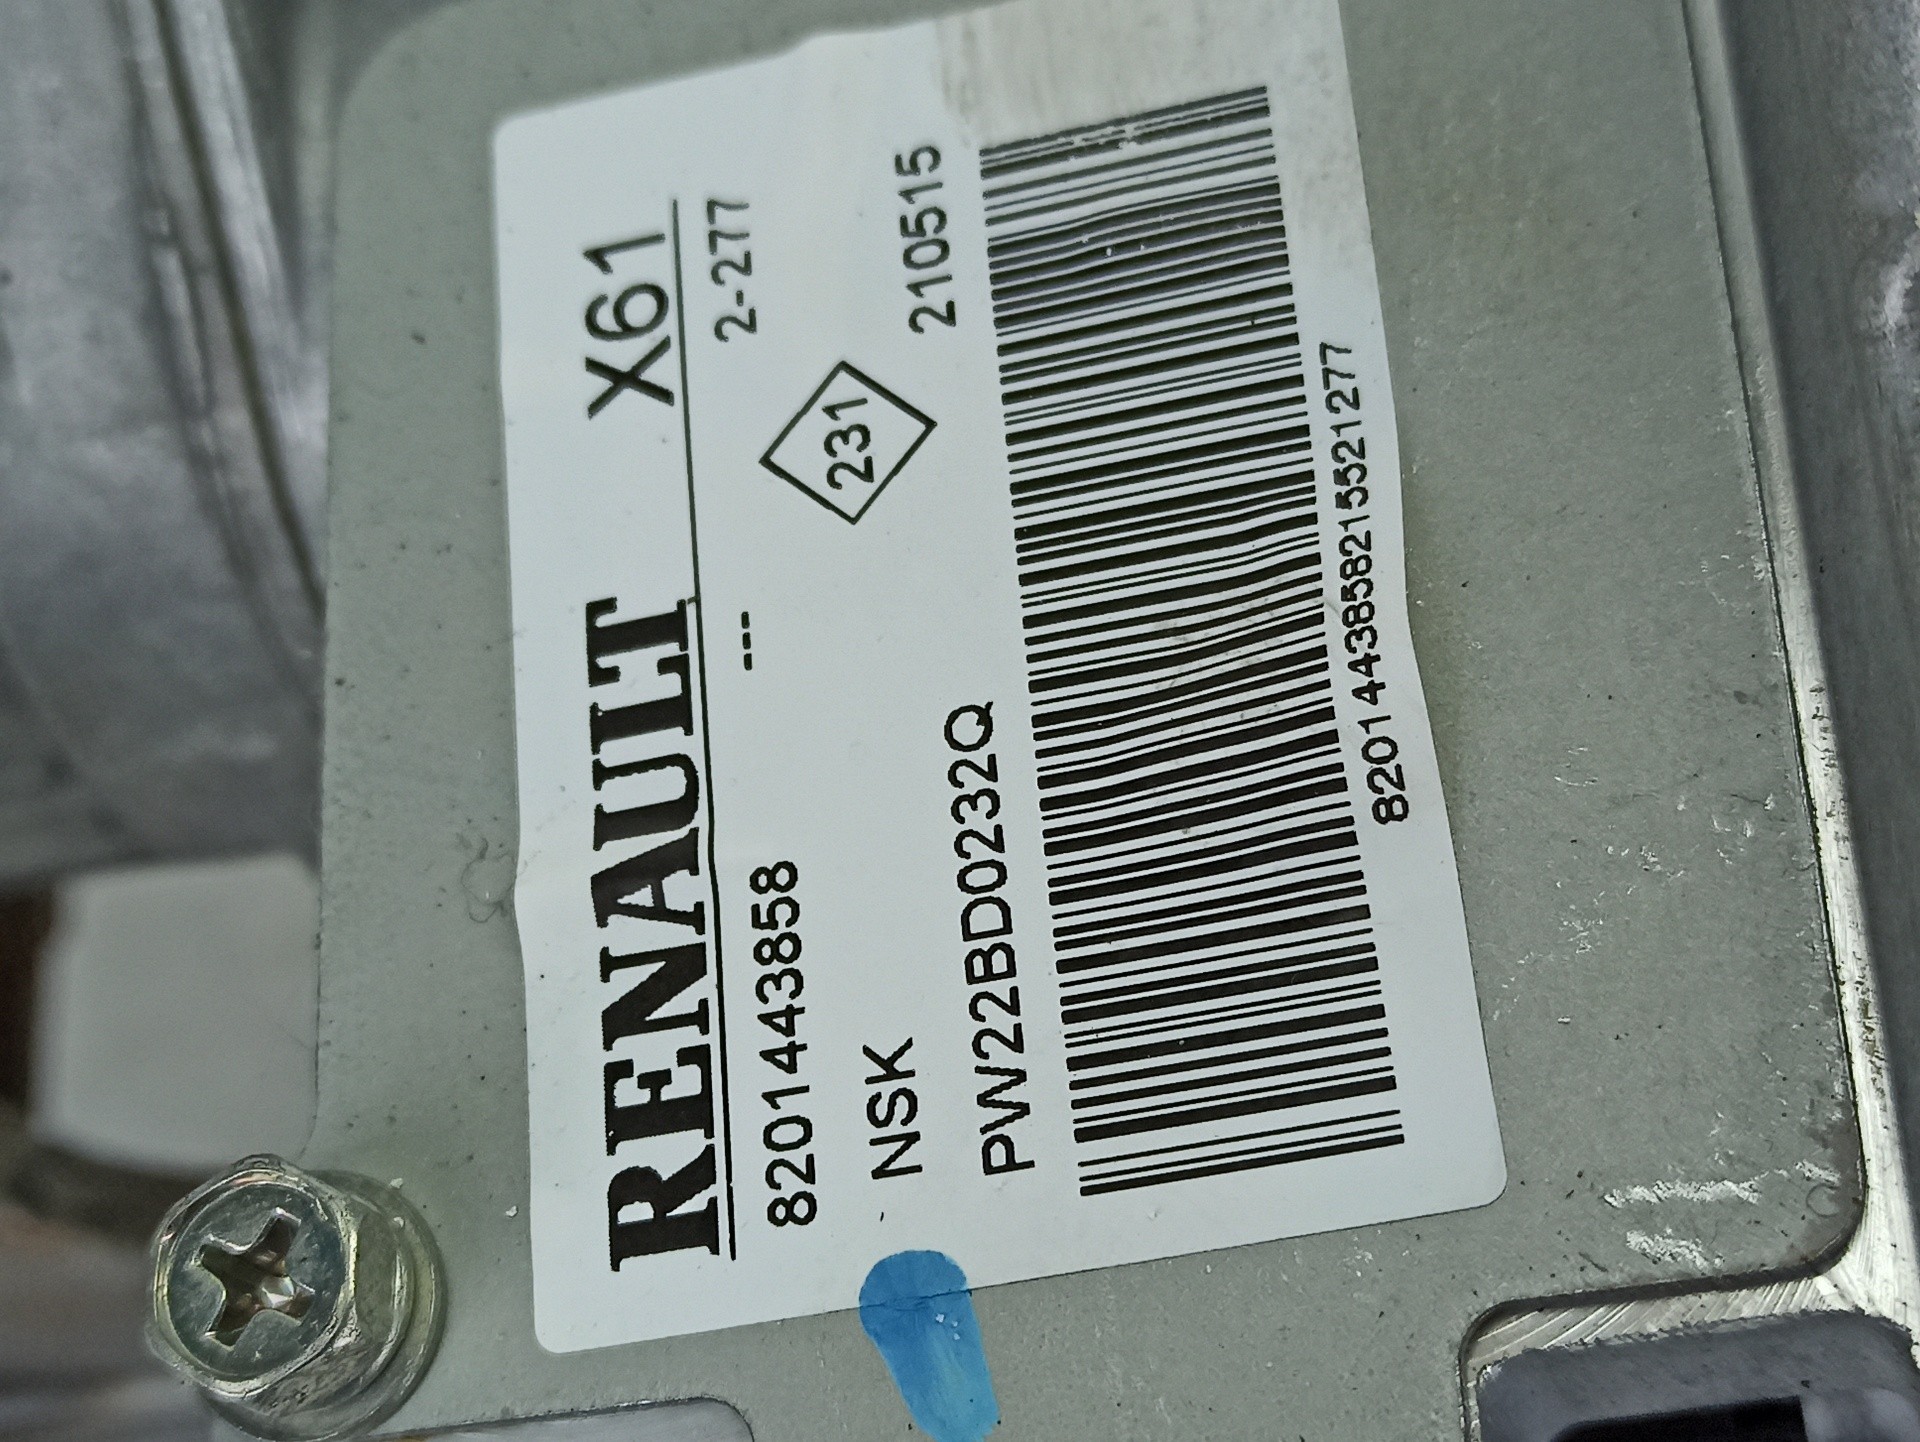 RENAULT X61
8201443858 --- 2-277
NSK 231
PW22BD0232Q 210515
8201443858215521277